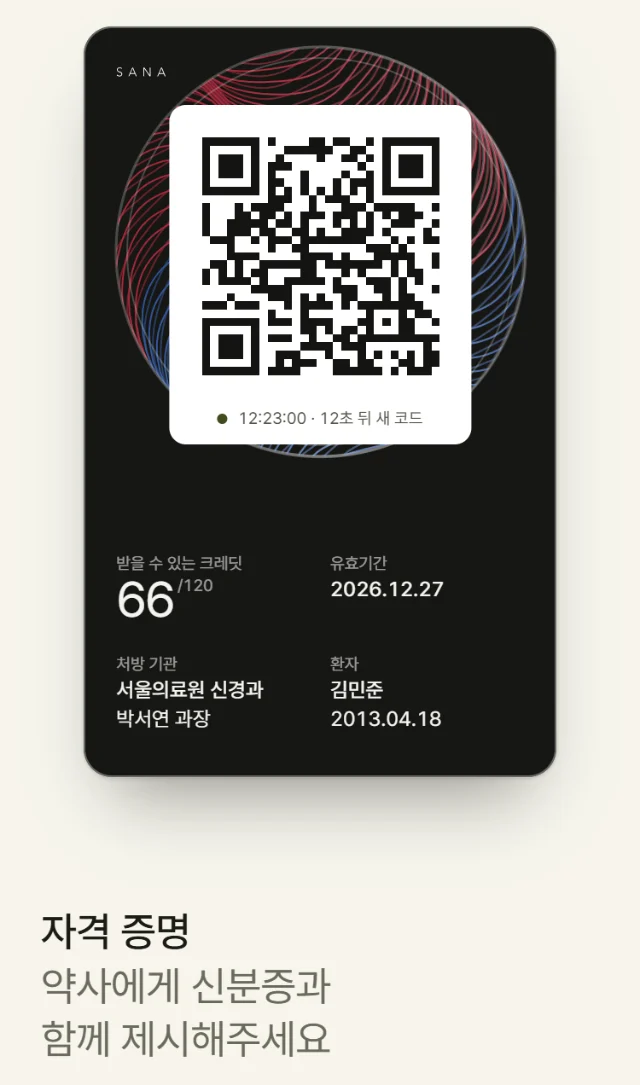 SANA
12:23:00 · 12초 뒤 새 코드
받을 수 있는 크레딧
66/120
유효기간
2026.12.27
처방 기관
서울의료원 신경과
박서연 과장
환자
김민준
2013.04.18
자격 증명
약사에게 신분증과
함께 제시해주세요